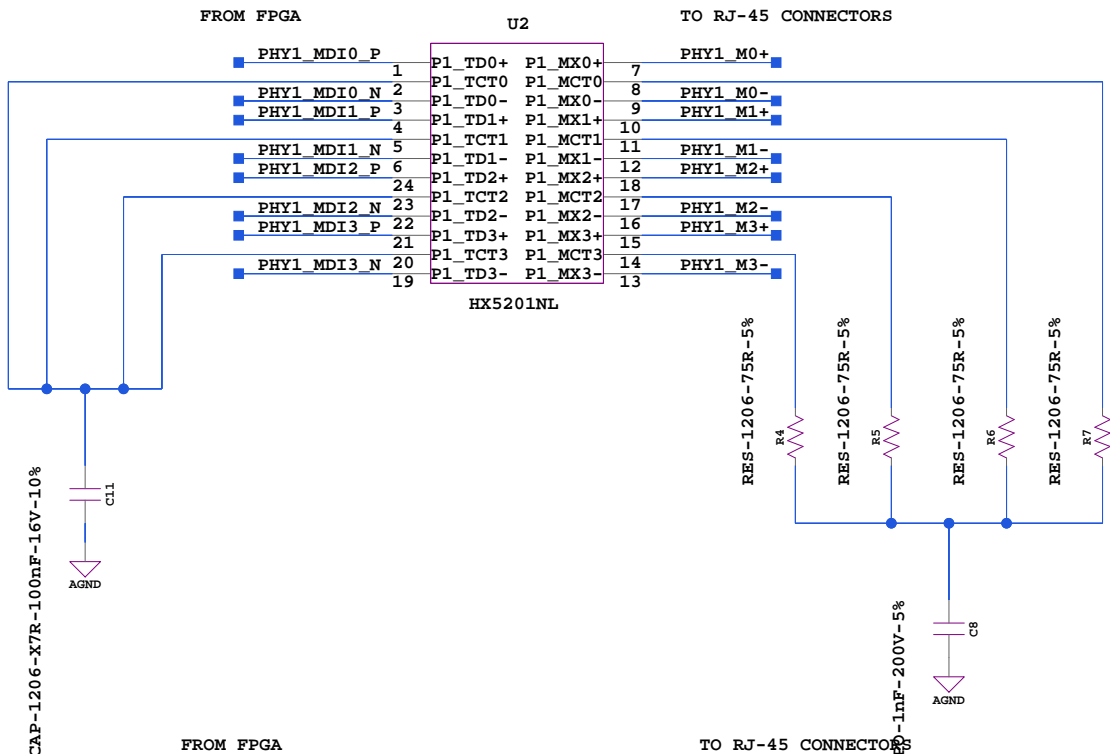 FROM FPGA
TO RJ-45 CONNECTORS
U2
PHY1_MDI0_P P1_TD0+ P1_MX0+ PHY1_M0+
1 P1_TCT0 P1_MCT0 7
PHY1_MDI0_N 2 P1_TD0- P1_MX0- 8 PHY1_M0-
PHY1_MDI1_P 3 P1_TD1+ P1_MX1+ 9 PHY1_M1+
4 P1_TCT1 P1_MCT1 10
PHY1_MDI1_N 5 P1_TD1- P1_MX1- 11 PHY1_M1-
PHY1_MDI2_P 6 P1_TD2+ P1_MX2+ 12 PHY1_M2+
24 P1_TCT2 P1_MCT2 18
PHY1_MDI2_N 23 P1_TD2- P1_MX2- 17 PHY1_M2-
PHY1_MDI3_P 22 P1_TD3+ P1_MX3+ 16 PHY1_M3+
21 P1_TCT3 P1_MCT3 15
PHY1_MDI3_N 20 P1_TD3- P1_MX3- 14 PHY1_M3-
19 13
HX5201NL
RES-1206-75R-5%
R4
RES-1206-75R-5%
R5
RES-1206-75R-5%
R6
RES-1206-75R-5%
R7
CAP-1206-X7R-100nF-16V-10%
C11
AGND
-1nF-200V-5%
C8
AGND
FROM FPGA
TO RJ-45 CONNECTORS